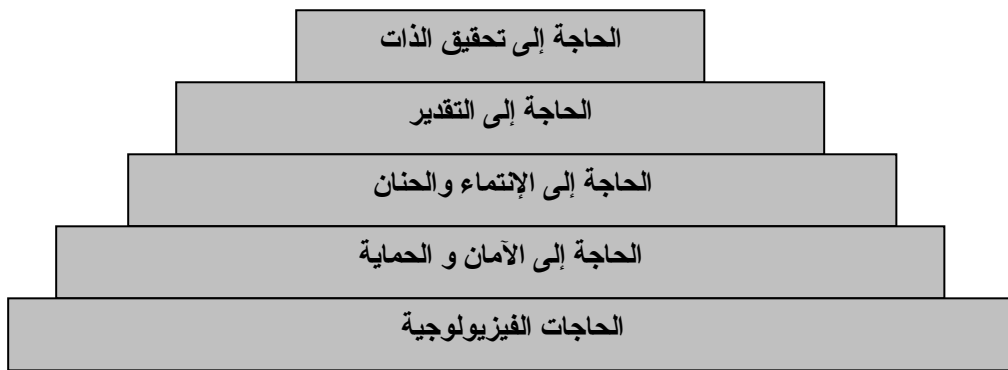 الحاجة إلى تحقيق الذات
الحاجة إلى التقدير
الحاجة إلى الإنتماء والحنان
الحاجة إلى الآمان و الحماية
الحاجات الفيزيولوجية